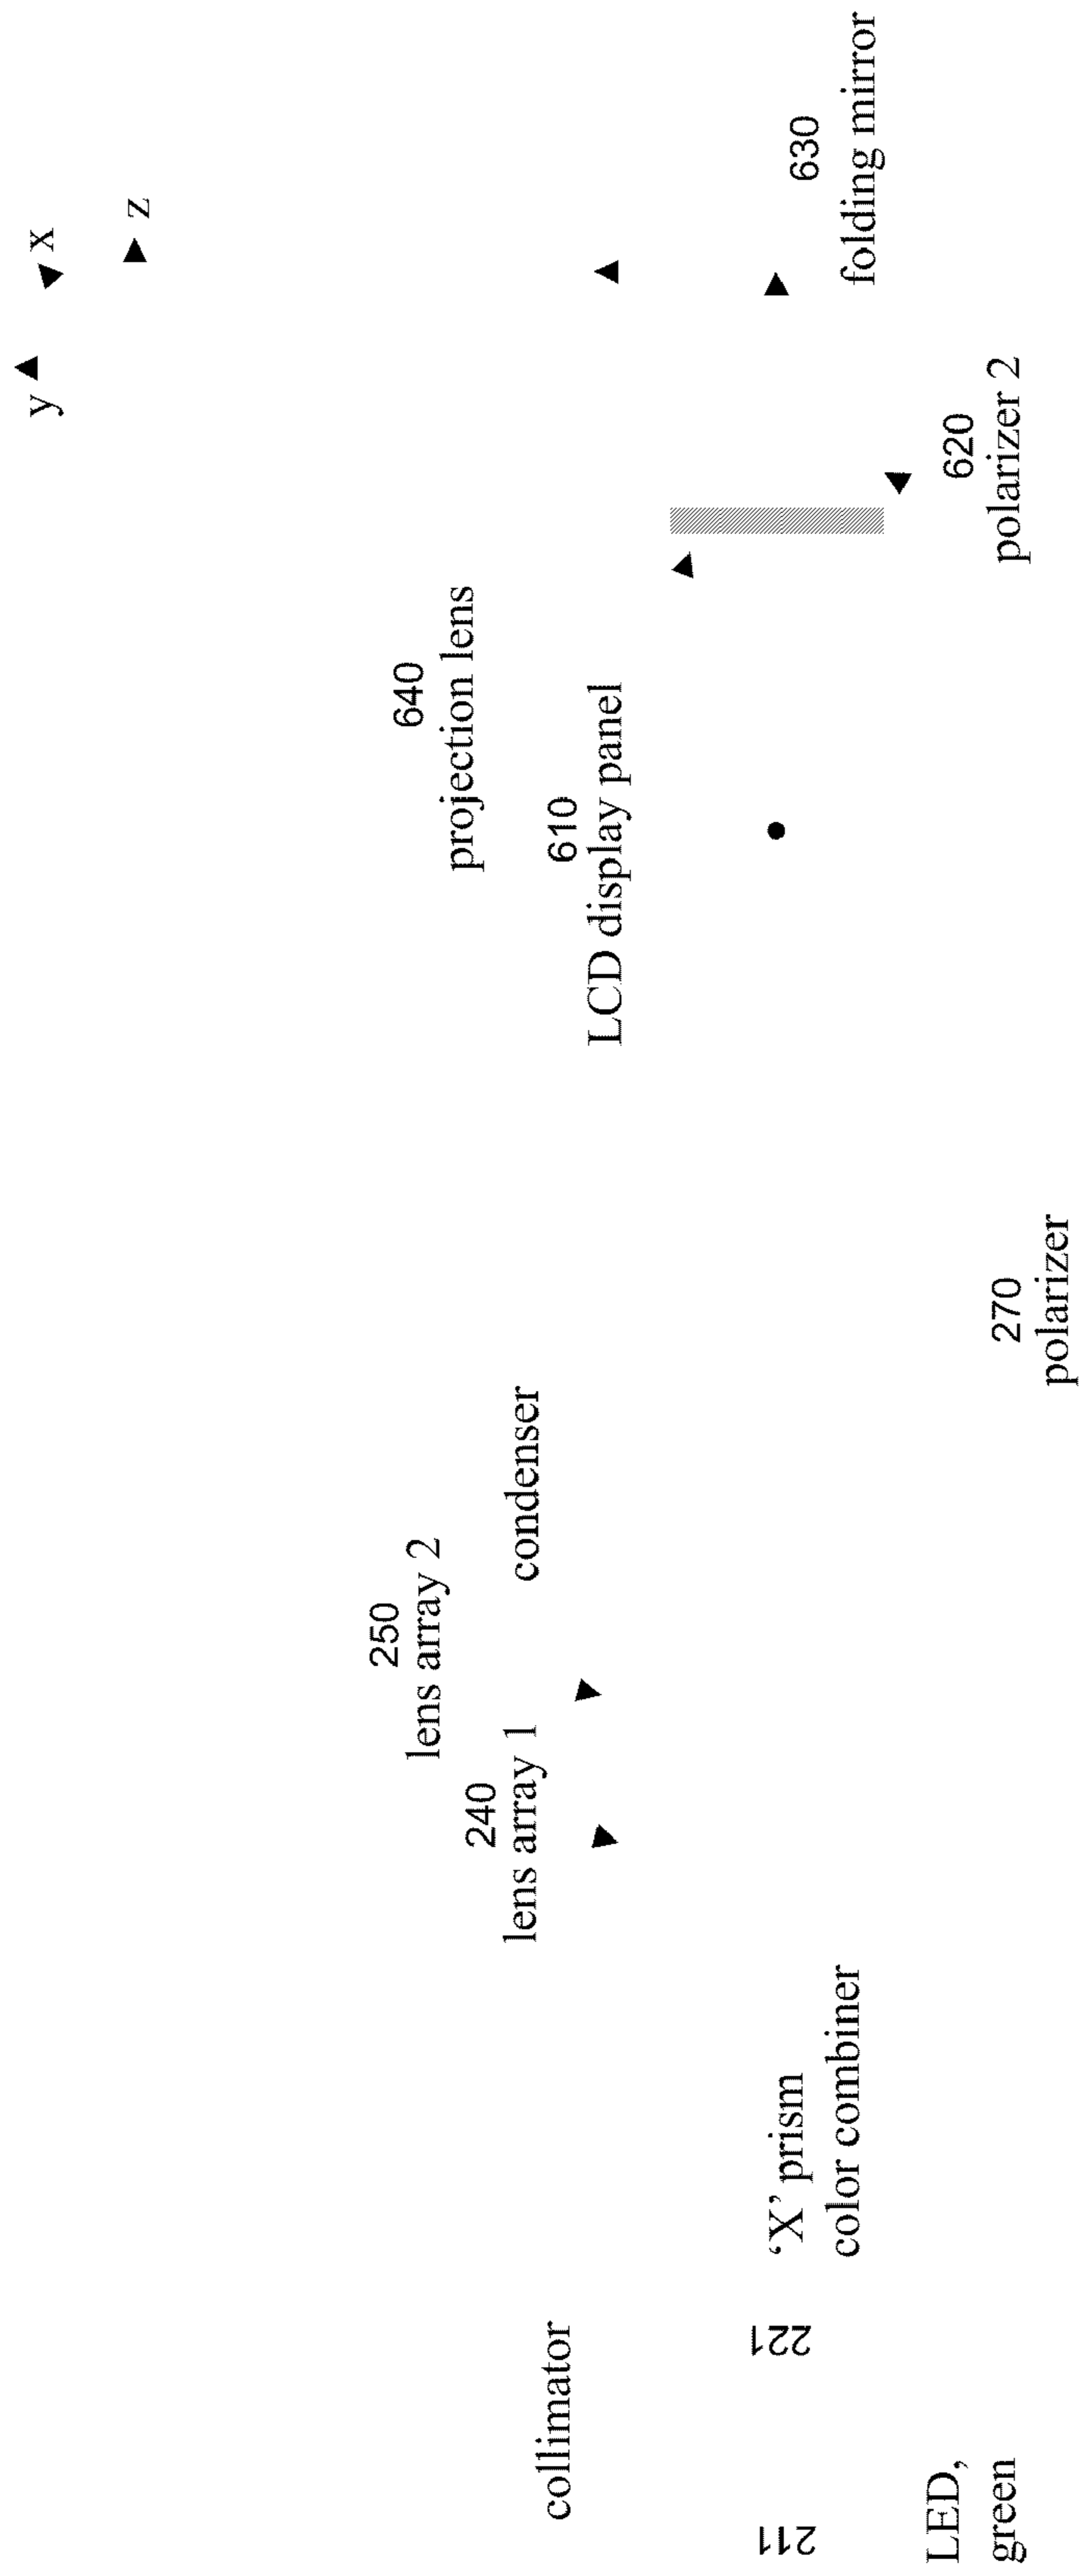 y
x
z
250
lens array 2
640
projection lens
240
lens array 1
condenser
collimator
610
LCD display panel
221
'X' prism
color combiner
630
folding mirror
211
LED,
green
270
polarizer
620
polarizer 2